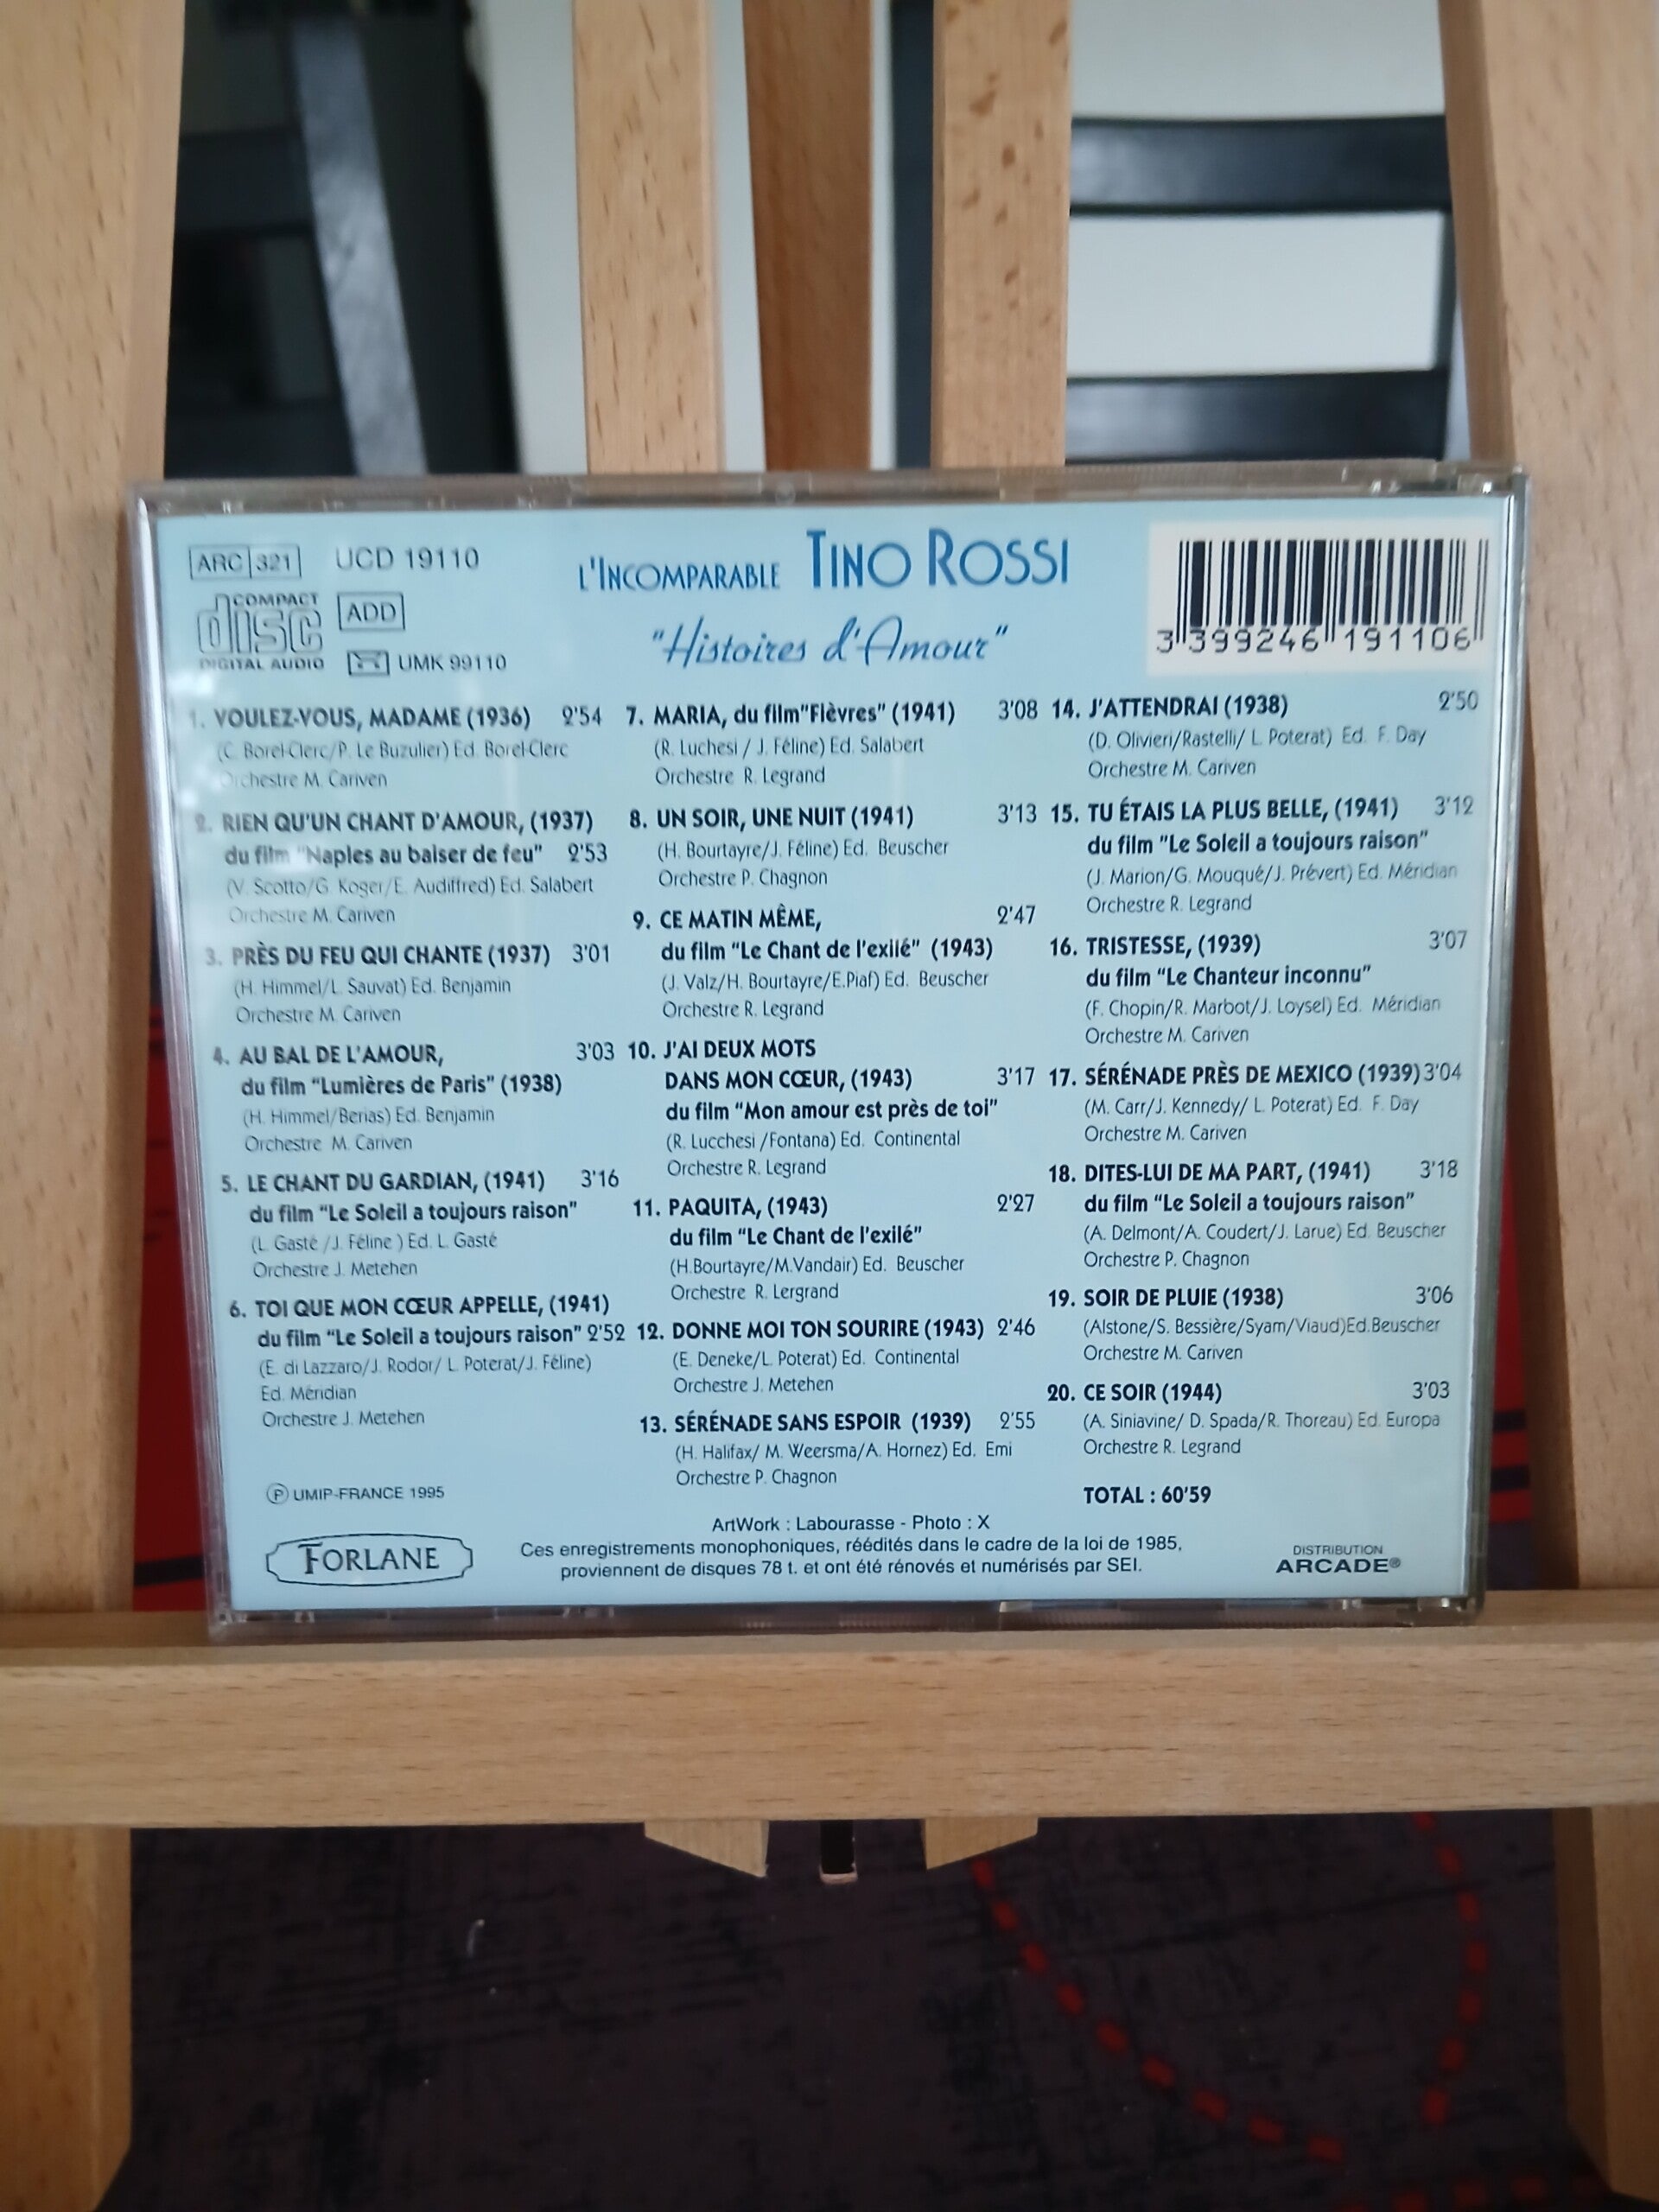 ARC 321 UCD 19110
COMPACT
disc
DIGITAL AUDIO
ADD
UMK 99110
L'INCOMPARABLE TINO ROSSI
"Histoires d'Amour"
3 399246 191106
1. VOULEZ-VOUS, MADAME (1936) 2'54
(C. Borel-Clerc/P. Le Buzulier) Ed. Borel-Clerc
Orchestre M. Cariven
2. RIEN QU'UN CHANT D'AMOUR, (1937)
du film "Naples au baiser de feu" 2'53
(V. Scotto/G. Koger/E. Audiffred) Ed. Salabert
Orchestre M. Cariven
3. PRÈS DU FEU QUI CHANTE (1937) 3'01
(H. Himmel/L. Sauvat) Ed. Benjamin
Orchestre M. Cariven
4. AU BAL DE L'AMOUR, 3'03
du film "Lumières de Paris" (1938)
(H. Himmel/Berias) Ed. Benjamin
Orchestre M. Cariven
5. LE CHANT DU GARDIAN, (1941) 3'16
du film "Le Soleil a toujours raison"
(L. Gasté /J. Féline ) Ed. L. Gasté
Orchestre J. Metehen
6. TOI QUE MON CŒUR APPELLE, (1941)
du film "Le Soleil a toujours raison" 2'52
(E. di Lazzaro/J. Rodor/ L. Poterat/J. Féline)
Ed. Méridian
Orchestre J. Metehen
7. MARIA, du film"Fièvres" (1941) 3'08
(R. Luchesi / J. Féline) Ed. Salabert
Orchestre R. Legrand
8. UN SOIR, UNE NUIT (1941) 3'13
(H. Bourtayre/J. Féline) Ed. Beuscher
Orchestre P. Chagnon
9. CE MATIN MÊME, 2'47
du film "Le Chant de l'exilé" (1943)
(J. Valz/H. Bourtayre/E.Piaf) Ed. Beuscher
Orchestre R. Legrand
10. J'AI DEUX MOTS
DANS MON CŒUR, (1943) 3'17
du film "Mon amour est près de toi"
(R. Lucchesi /Fontana) Ed. Continental
Orchestre R. Legrand
11. PAQUITA, (1943) 2'27
du film "Le Chant de l'exilé"
(H.Bourtayre/M.Vandair) Ed. Beuscher
Orchestre R. Lergrand
12. DONNE MOI TON SOURIRE (1943) 2'46
(E. Deneke/L. Poterat) Ed. Continental
Orchestre J. Metehen
13. SÉRÉNADE SANS ESPOIR (1939) 2'55
(H. Halifax/ M. Weersma/A. Hornez) Ed. Emi
Orchestre P. Chagnon
14. J'ATTENDRAI (1938) 2'50
(D. Olivieri/Rastelli/ L. Poterat) Ed. F. Day
Orchestre M. Cariven
15. TU ÉTAIS LA PLUS BELLE, (1941) 3'12
du film "Le Soleil a toujours raison"
(J. Marion/G. Mouqué/J. Prévert) Ed. Méridian
Orchestre R. Legrand
16. TRISTESSE, (1939) 3'07
du film "Le Chanteur inconnu"
(F. Chopin/R. Marbot/J. Loysel) Ed. Méridian
Orchestre M. Cariven
17. SÉRÉNADE PRÈS DE MEXICO (1939) 3'04
(M. Carr/J. Kennedy/ L. Poterat) Ed. F. Day
Orchestre M. Cariven
18. DITES-LUI DE MA PART, (1941) 3'18
du film "Le Soleil a toujours raison"
(A. Delmont/A. Coudert/J. Larue) Ed. Beuscher
Orchestre P. Chagnon
19. SOIR DE PLUIE (1938) 3'06
(Alstone/S. Bessière/Syam/Viaud)Ed.Beuscher
Orchestre M. Cariven
20. CE SOIR (1944) 3'03
(A. Siniavine/ D. Spada/R. Thoreau) Ed. Europa
Orchestre R. Legrand
TOTAL : 60'59
Ⓟ UMIP-FRANCE 1995
FORLANE
ArtWork : Labourasse - Photo : X
Ces enregistrements monophoniques, réédités dans le cadre de la loi de 1985,
proviennent de disques 78 t. et ont été rénovés et numérisés par SEI.
DISTRIBUTION
ARCADE®